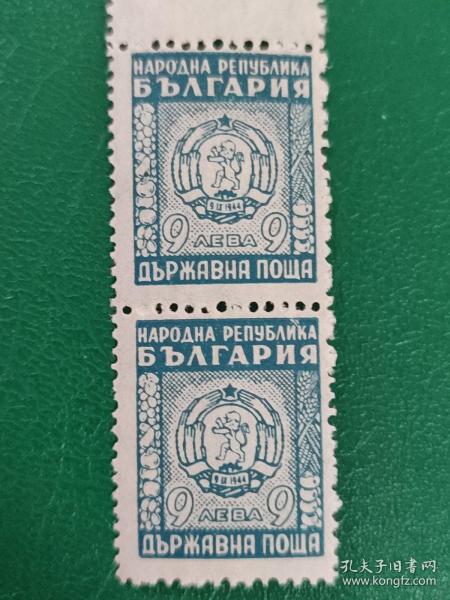 НАРОДНА РЕПУБЛИКА
БЪЛГАРИЯ
9 IX 1944
9 ЛЕВА 9
ДЪРЖАВНА ПОЩА
НАРОДНА РЕПУБЛИКА
БЪЛГАРИЯ
9 IX 1944
9 ЛЕВА 9
ДЪРЖАВНА ПОЩА
孔夫子旧书网
www.kongfz.com